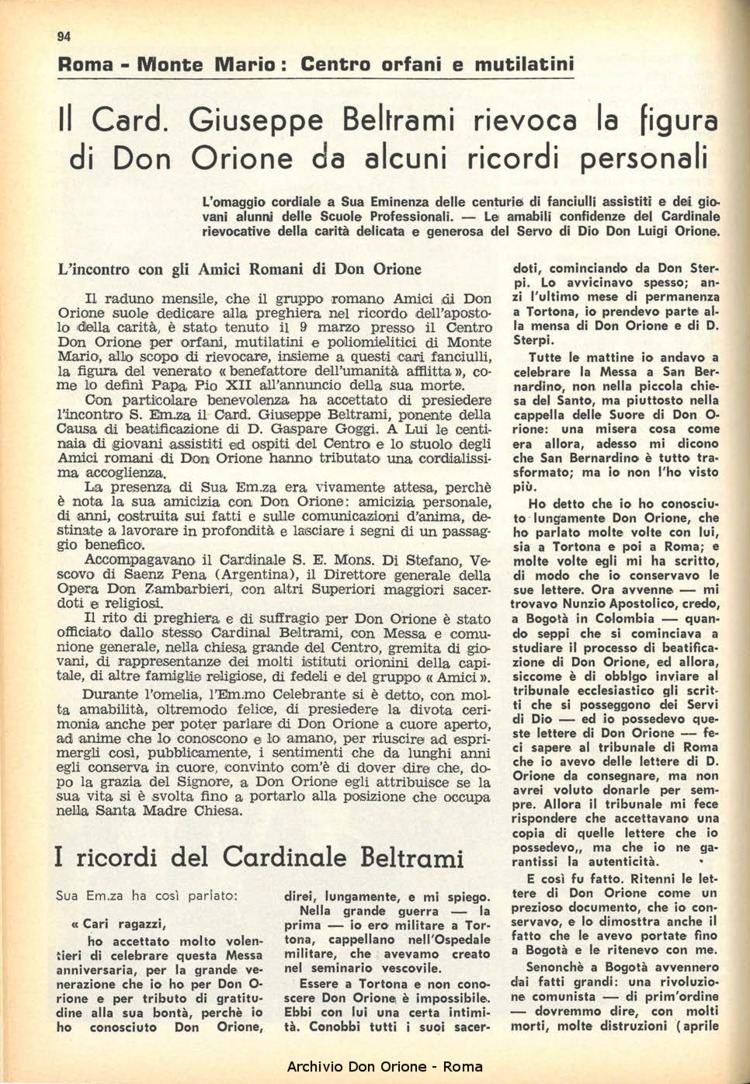 94
Roma - Monte Mario: Centro orfani e mutilatini
Il Card. Giuseppe Beltrami rievoca la figura
di Don Orione da alcuni ricordi personali
L'omaggio cordiale a Sua Eminenza delle centurie di fanciulli assistiti e dei gio-
vani alunni delle Scuole Professionali. — Le amabili confidenze del Cardinale
rievocative della carità delicata e generosa del Servo di Dio Don Luigi Orione.
L'incontro con gli Amici Romani di Don Orione
Il raduno mensile, che il gruppo romano Amici di Don
Orione suole dedicare alla preghiera nel ricordo dell'aposto-
lo della carità, è stato tenuto il 9 marzo presso il Centro
Don Orione per orfani, mutilatini e poliomielitici di Monte
Mario, allo scopo di rievocare, insieme a questi cari fanciulli,
la figura del venerato « benefattore dell'umanità afflitta », co-
me lo definì Papa Pio XII all'annuncio della sua morte.
Con particolare benevolenza ha accettato di presiedere
l'incontro S. Em.za il Card. Giuseppe Beltrami, ponente della
Causa di beatificazione di D. Gaspare Goggi. A Lui le centi-
naia di giovani assistiti ed ospiti del Centro e lo stuolo degli
Amici romani di Don Orione hanno tributato una cordialissi-
ma accoglienza.
La presenza di Sua Em.za era vivamente attesa, perchè
è nota la sua amicizia con Don Orione: amicizia personale,
di anni, costruita sui fatti e sulle comunicazioni d'anima, de-
stinate a lavorare in profondità e lasciare i segni di un passag-
gio benefico.
Accompagavano il Cardinale S. E. Mons. Di Stefano, Ve-
scovo di Saenz Pena (Argentina), il Direttore generale della
Opera Don Zambarbieri, con altri Superiori maggiori sacer-
doti e religiosi.
Il rito di preghiera e di suffragio per Don Orione è stato
officiato dallo stesso Cardinal Beltrami, con Messa e comu-
nione generale, nella chiesa grande del Centro, gremita di gio-
vani, di rappresentanze dei molti istituti orionini della capi-
tale, di altre famiglie religiose, di fedeli e del gruppo « Amici ».
Durante l'omelia, l'Em.mo Celebrante si è detto, con mol-
ta amabilità, oltremodo felice, di presiedere la divota ceri-
monia anche per poter parlare di Don Orione a cuore aperto,
ad anime che lo conoscono e lo amano, per riuscire ad espri-
mergli così, pubblicamente, i sentimenti che da lunghi anni
egli conserva in cuore, convinto com'è di dover dire che, do-
po la grazia del Signore, a Don Orione egli attribuisce se la
sua vita si è svolta fino a portarlo alla posizione che occupa
nella Santa Madre Chiesa.
I ricordi del Cardinale Beltrami
Sua Em.za ha così parlato:
« Cari ragazzi,
ho accettato molto volen-
tieri di celebrare questa Messa
anniversaria, per la grande ve-
nerazione che io ho per Don O-
rione e per tributo di gratitu-
dine alla sua bontà, perchè io
ho conosciuto Don Orione,
direi, lungamente, e mi spiego.
Nella grande guerra — la
prima — io ero militare a Tor-
tona, cappellano nell'Ospedale
militare, che avevamo creato
nel seminario vescovile.
Essere a Tortona e non cono-
scere Don Orione è impossibile.
Ebbi con lui una certa intimi-
tà. Conobbi tutti i suoi sacer-
doti, cominciando da Don Ster-
pi. Lo avvicinavo spesso; an-
zi l'ultimo mese di permanenza
a Tortona, io prendevo parte al-
la mensa di Don Orione e di D.
Sterpi.
Tutte le mattine io andavo a
celebrare la Messa a San Ber-
nardino, non nella piccola chie-
sa del Santo, ma piuttosto nella
cappella delle Suore di Don O-
rione: una misera cosa come
era allora, adesso mi dicono
che San Bernardino è tutto tra-
sformato; ma io non l'ho visto
più.
Ho detto che io ho conosciu-
to lungamente Don Orione, che
ho parlato molte volte con lui,
sia a Tortona e poi a Roma; e
molte volte egli mi ha scritto,
di modo che io conservavo le
sue lettere. Ora avvenne — mi
trovavo Nunzio Apostolico, credo,
a Bogotà in Colombia — quan-
do seppi che si cominciava a
studiare il processo di beatifica-
zione di Don Orione, ed allora,
siccome è di obblgo inviare al
tribunale ecclesiastico gli scrit-
ti che si posseggono dei Servi
di Dio — ed io possedevo que-
ste lettere di Don Orione — fe-
ci sapere al tribunale di Roma
che io avevo delle lettere di D.
Orione da consegnare, ma non
avrei voluto donarle per sem-
pre. Allora il tribunale mi fece
rispondere che accettavano una
copia di quelle lettere che io
possedevo,, ma che io ne ga-
rantissi la autenticità.
E così fu fatto. Ritenni le let-
tere di Don Orione come un
prezioso documento, che io con-
servavo, e lo dimosttra anche il
fatto che le avevo portate fino
a Bogotà e le ritenevo con me.
Senonchè a Bogotà avvennero
dai fatti grandi: una rivoluzio-
ne comunista — di prim'ordine
— dovremmo dire, con molti
morti, molte distruzioni (aprile
Archivio Don Orione - Roma